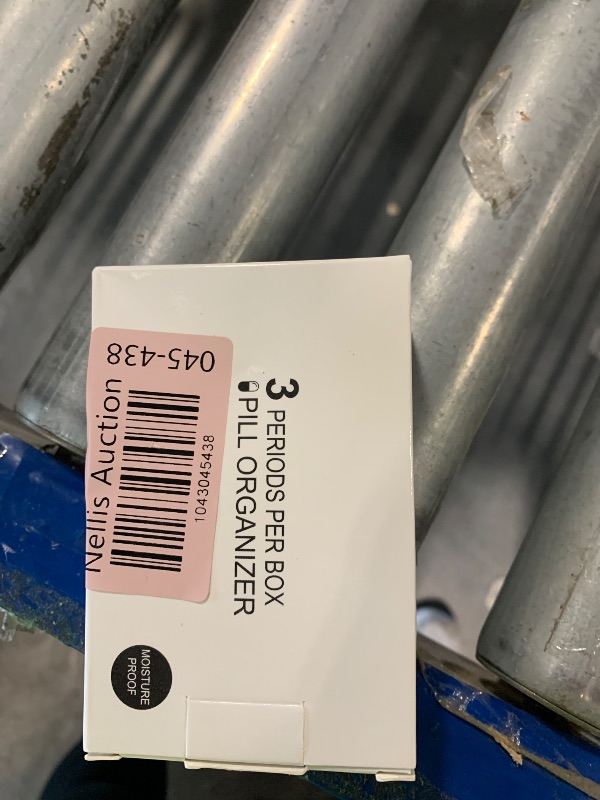 3 PERIODS PER BOX
PILL ORGANIZER
MOISTURE
PROOF
Nellis Auction
1043045438
045-438